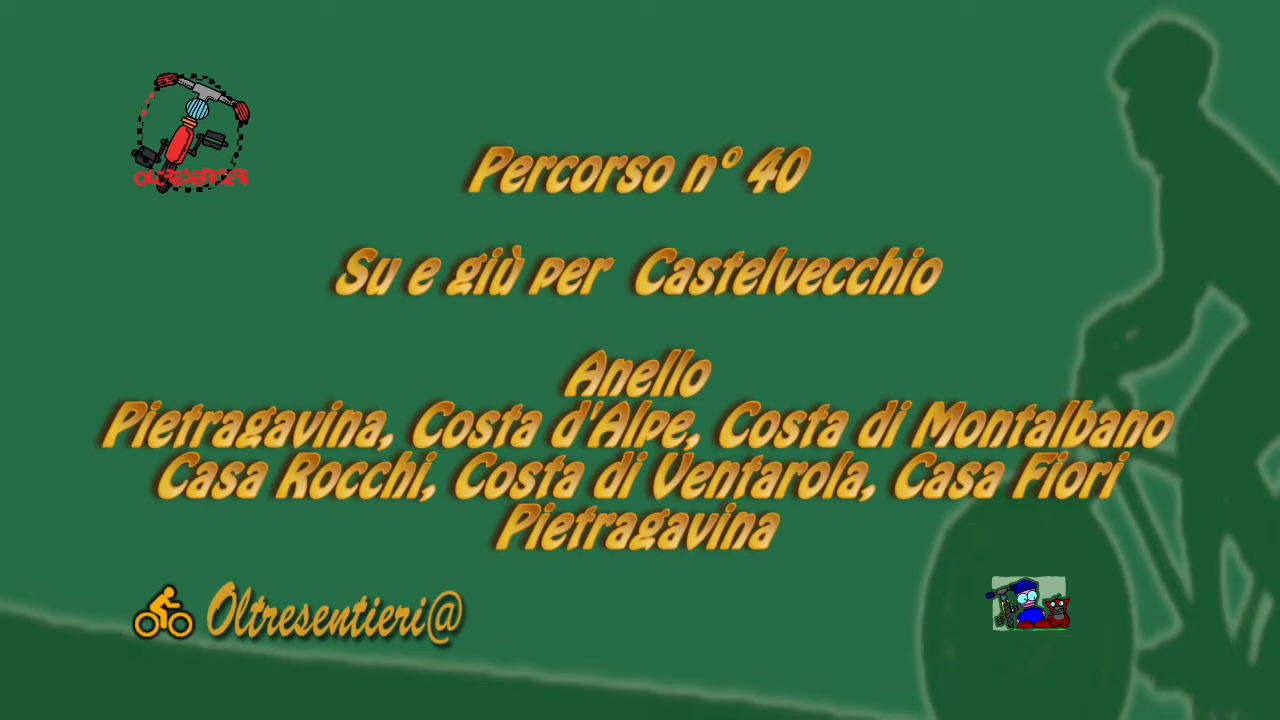 OLTRESENTIERI
Percorso n° 40
Su e giù per Castelvecchio
Anello
Pietragavina, Costa d'Alpe, Costa di Montalbano
Casa Rocchi, Costa di Ventarola, Casa Fiori
Pietragavina
Oltresentieri@